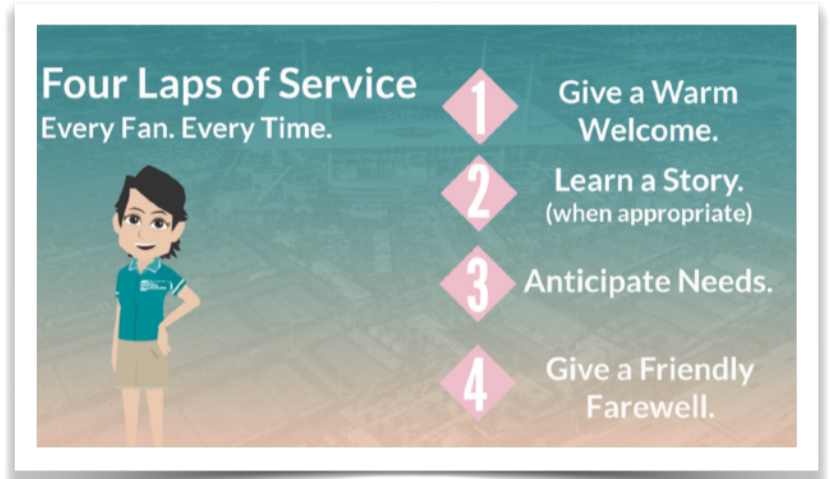 Four Laps of Service
Every Fan. Every Time.
1
Give a Warm
Welcome.
2
Learn a Story.
(when appropriate)
3
Anticipate Needs.
4
Give a Friendly
Farewell.